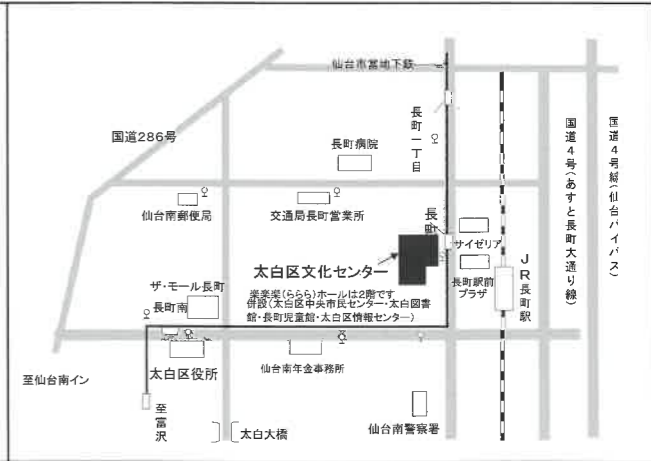 仙台市営地下鉄
国道286号
長町一丁目
長町病院
国道4号(あすと長町大通り線)
国道4号線(仙台バイパス)
仙台南郵便局
交通局長町営業所
長町
サイゼリア
太白区文化センター
長町駅前
プラザ
JR長町駅
楽楽楽(ららら)ホールは2階です
併設(太白区中央市民センター・太白図書
館・長町児童館・太白区情報センター)
ザ・モール長町
長町南
至仙台南イン
太白区役所
仙台南年金事務所
至富沢
太白大橋
仙台南警察署